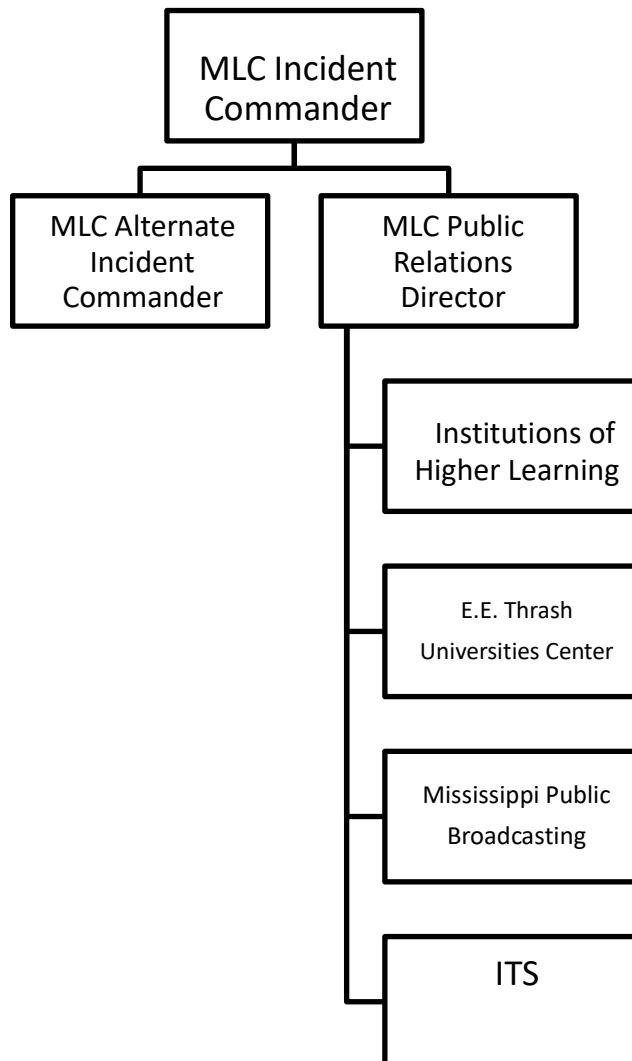 MLC Incident
Commander
MLC Alternate
Incident
Commander
MLC Public
Relations
Director
Institutions of
Higher Learning
E.E. Thrash
Universities Center
Mississippi Public
Broadcasting
ITS